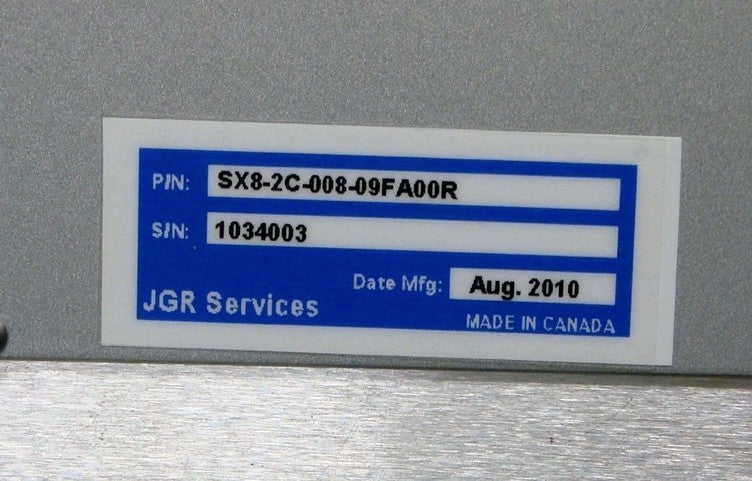 P/N: SX8-2C-008-09FA00R
S/N: 1034003
Date Mfg: Aug. 2010
JGR Services
MADE IN CANADA